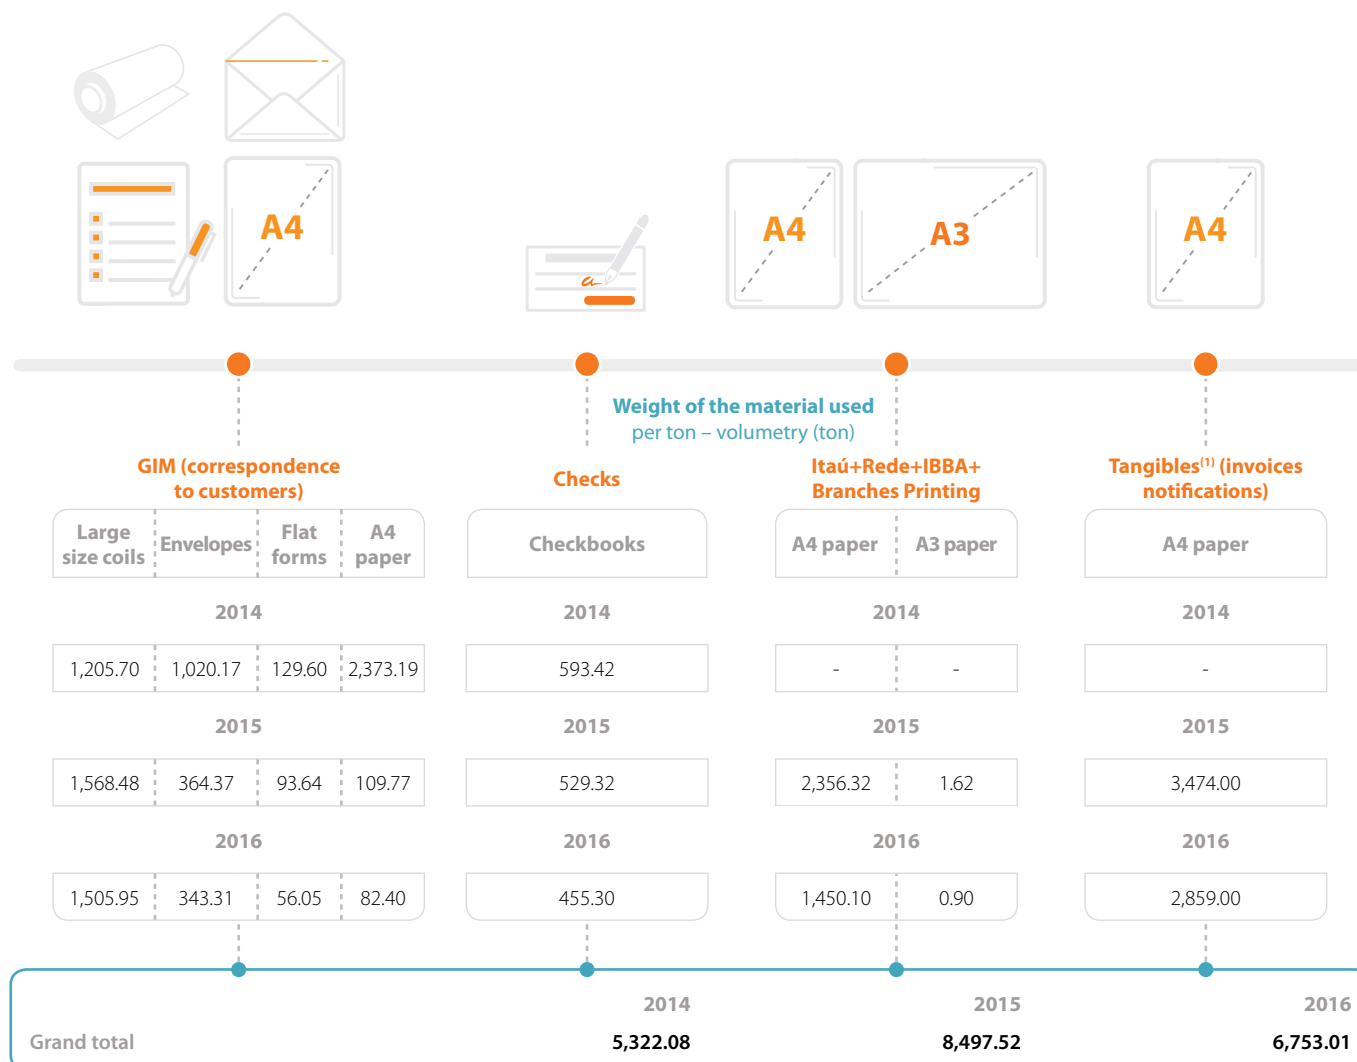 A4
A4
A3
A4
Weight of the material used
per ton – volumetry (ton)
GIM (correspondence
to customers)
Checks
Itaú+Rede+IBBA+
Branches Printing
Tangibles(1) (invoices
notifications)
Large
size coils
Envelopes
Flat
forms
A4
paper
Checkbooks
A4 paper
A3 paper
A4 paper
2014 2014 2014 2014
1,205.70 1,020.17 129.60 2,373.19 593.42 - - -
2015 2015 2015 2015
1,568.48 364.37 93.64 109.77 529.32 2,356.32 1.62 3,474.00
2016 2016 2016 2016
1,505.95 343.31 56.05 82.40 455.30 1,450.10 0.90 2,859.00
2014 2015 2016
Grand total 5,322.08 8,497.52 6,753.01